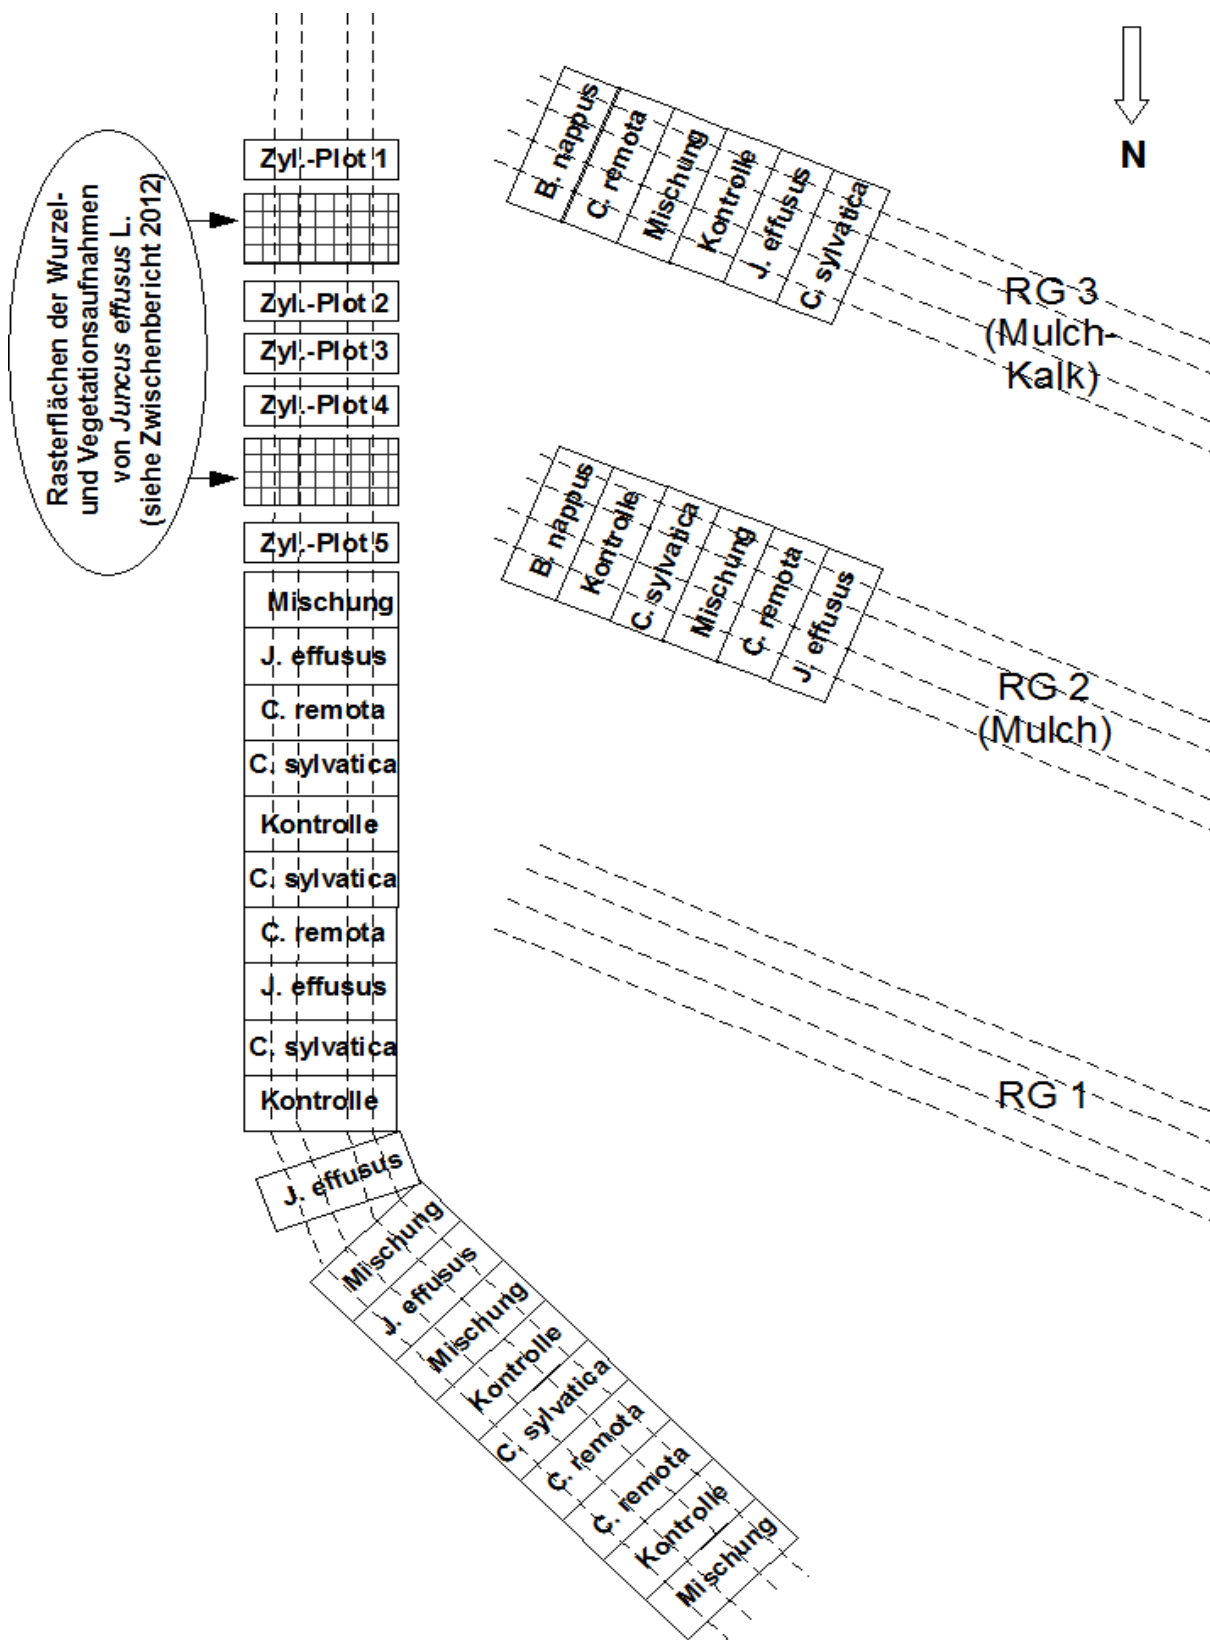 Rasterflächen der Wurzel-
und Vegetationsaufnahmen
von Juncus effusus L.
(siehe Zwischenbericht 2012)
Zyl.-Plot 1
Zyl.-Plot 2
Zyl.-Plot 3
Zyl.-Plot 4
Zyl.-Plot 5
Mischung
J. effusus
C. remota
C. sylvatica
Kontrolle
C. sylvatica
C. remota
J. effusus
C. sylvatica
Kontrolle
J. effusus
Mischung
J. effusus
Mischung
Kontrolle
C. sylvatica
C. remota
C. remota
Kontrolle
Mischung
B. nappus
C. remota
Mischung
Kontrolle
J. effusus
C. sylvatica
RG 3
(Mulch-
Kalk)
B. nappus
Kontrolle
C. sylvatica
Mischung
C. remota
J. effusus
RG 2
(Mulch)
RG 1
N